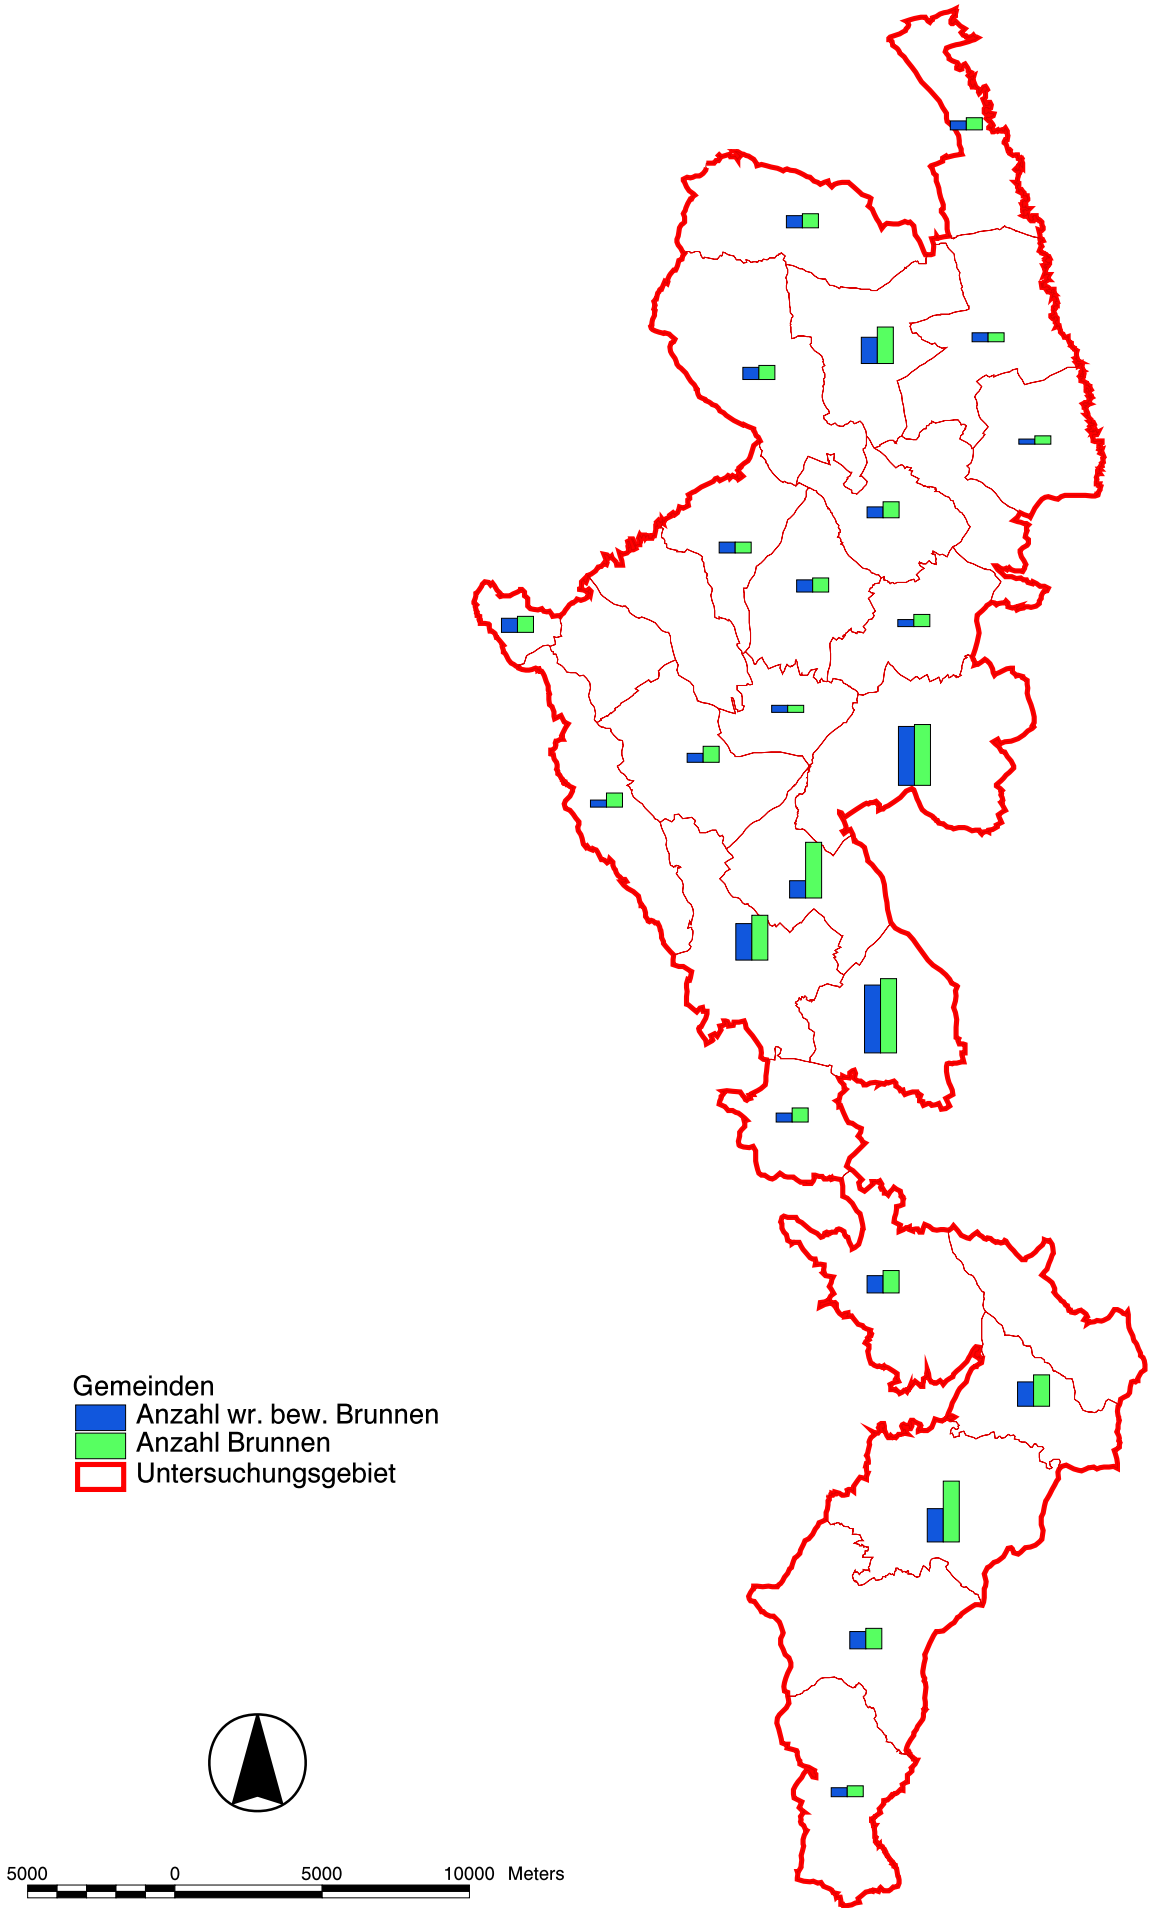 Gemeinden
Anzahl wr. bew. Brunnen
Anzahl Brunnen
Untersuchungsgebiet
5000 0 5000 10000 Meters